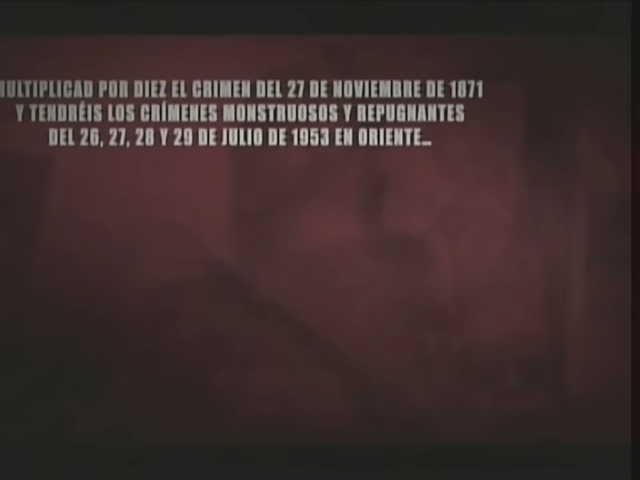 MULTIPLICAD POR DIEZ EL CRIMEN DEL 27 DE NOVIEMBRE DE 1871
Y TENDRÉIS LOS CRÍMENES MONSTRUOSOS Y REPUGNANTES
DEL 26, 27, 28 Y 29 DE JULIO DE 1953 EN ORIENTE...